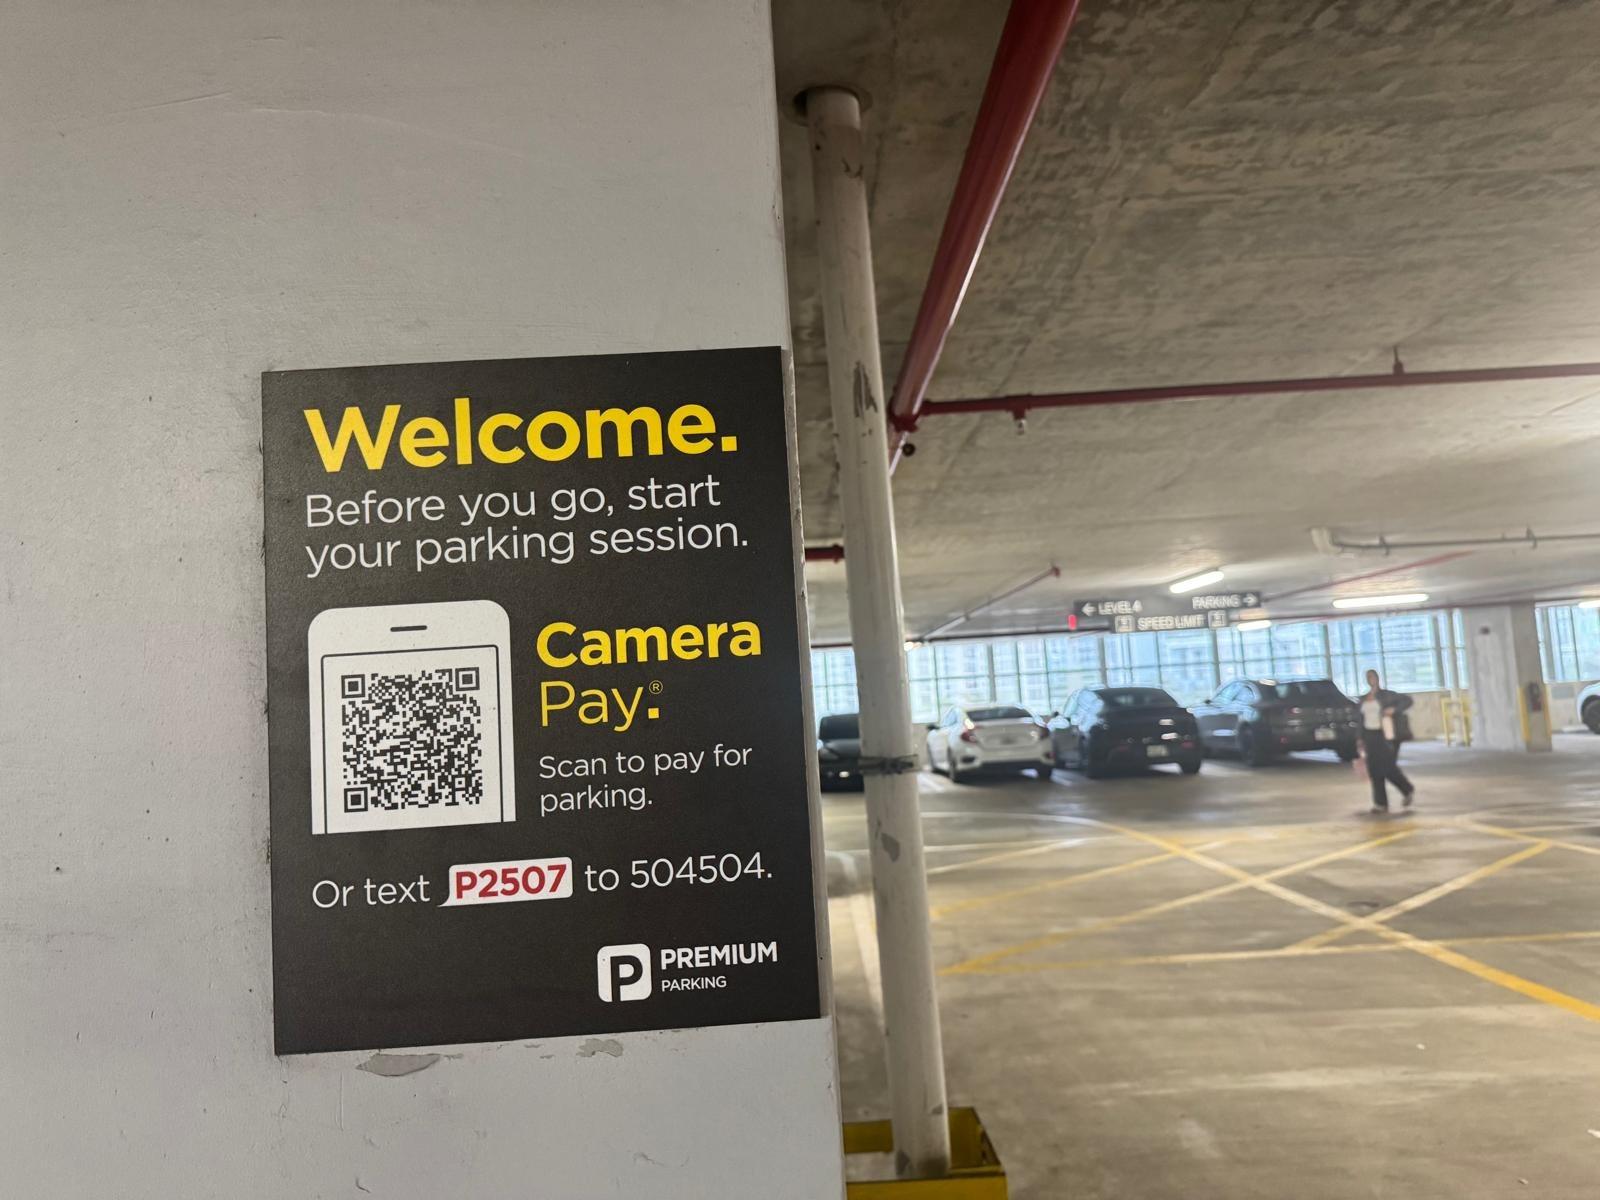 Welcome.
Before you go, start
your parking session.
Camera
Pay.®
Scan to pay for
parking.
Or text P2507 to 504504.
P PREMIUM
PARKING
← LEVEL 4 PARKING →
SPEED LIMIT